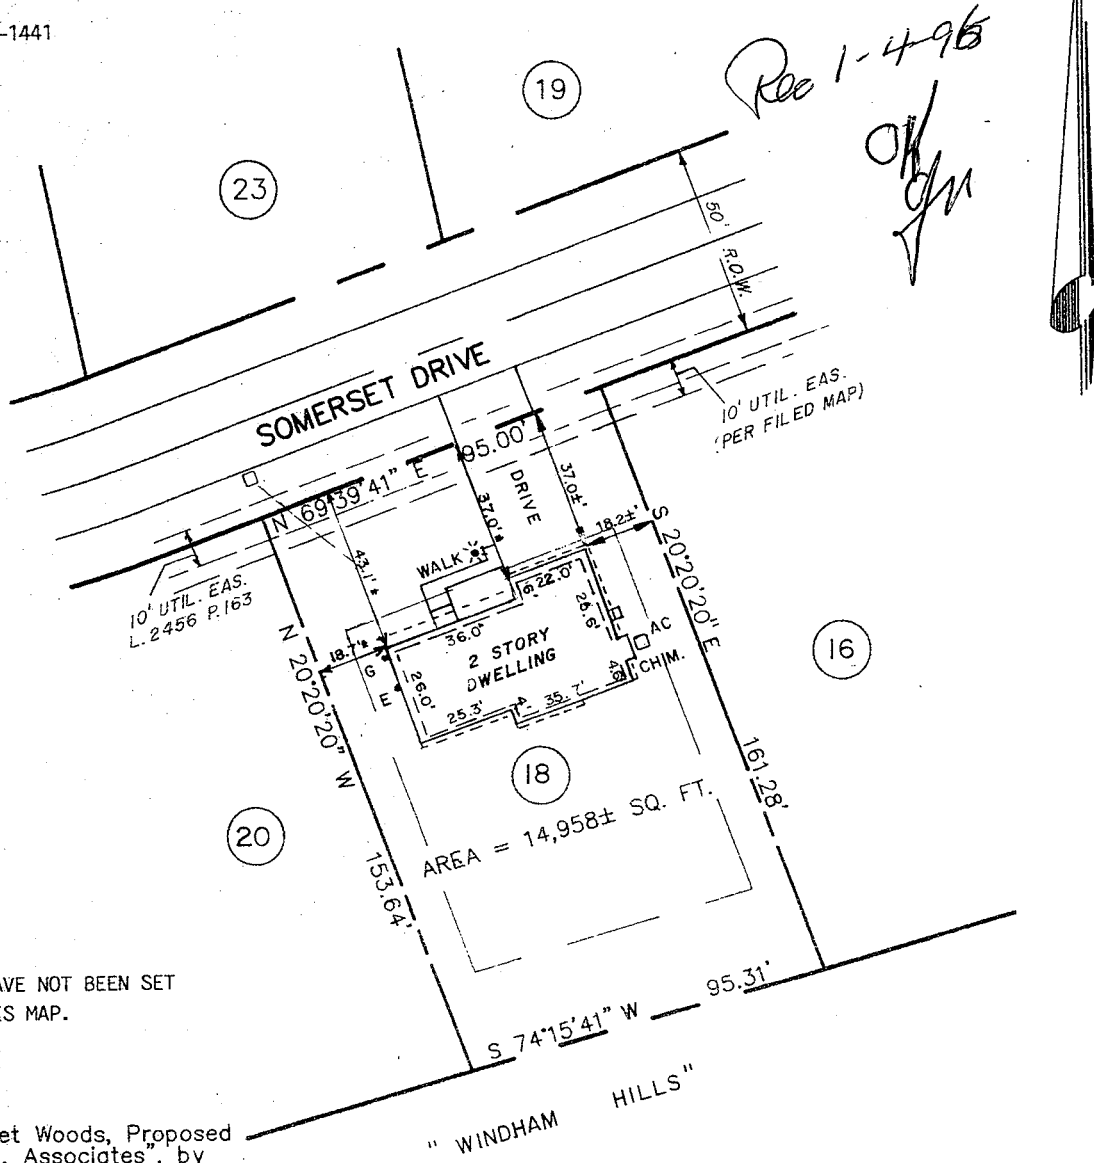 -1441
Rec 1-4-96
OK
19
23
50'
R.O.W.
SOMERSET DRIVE
10' UTIL. EAS.
(PER FILED MAP)
N 69°39'41" E 95.00'
DRIVE
37.0'±
37.0±'
18.2±'
43.1'±
WALK
10' UTIL. EAS.
L. 2456 P.163
S 20°20'20" E
161.28'
22.0'
6'
26.6'
36.0'
2 STORY
DWELLING
AC
CHIM.
4.6'
18.7'±
G
E
26.0'
25.3'
4'
35.7'
16
N 20°20'20" W
153.64'
18
20
AREA = 14,958± SQ. FT.
AVE NOT BEEN SET
IS MAP.
95.31'
S 74°15'41" W
" WINDHAM HILLS"
et Woods, Proposed
. Associates", by